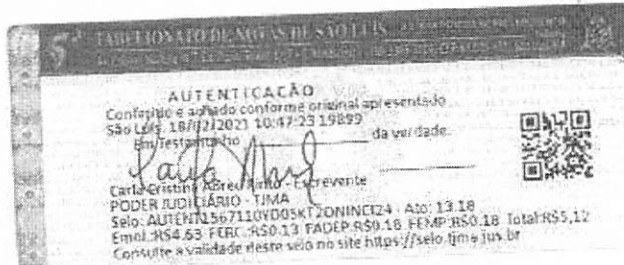 5º TABELIONATO DE NOTAS DE SÃO LUÍS
AUTENTICAÇÃO
Conferido e achado conforme original apresentado
São Luís, 18/02/2021 10:47:23 19899
Em Testemunho ____________ da verdade.
Carla Cristina Abreu - Escrevente
PODER JUDICIÁRIO - TJMA
Selo: - Ato: 13.18
Emol.:R$4.63 FERC.:R$0.13 FADEP:R$0.18 FEMP:R$0.18 Total:R$5,12
Consulte a validade deste selo no site https://selo.tjma.jus.br